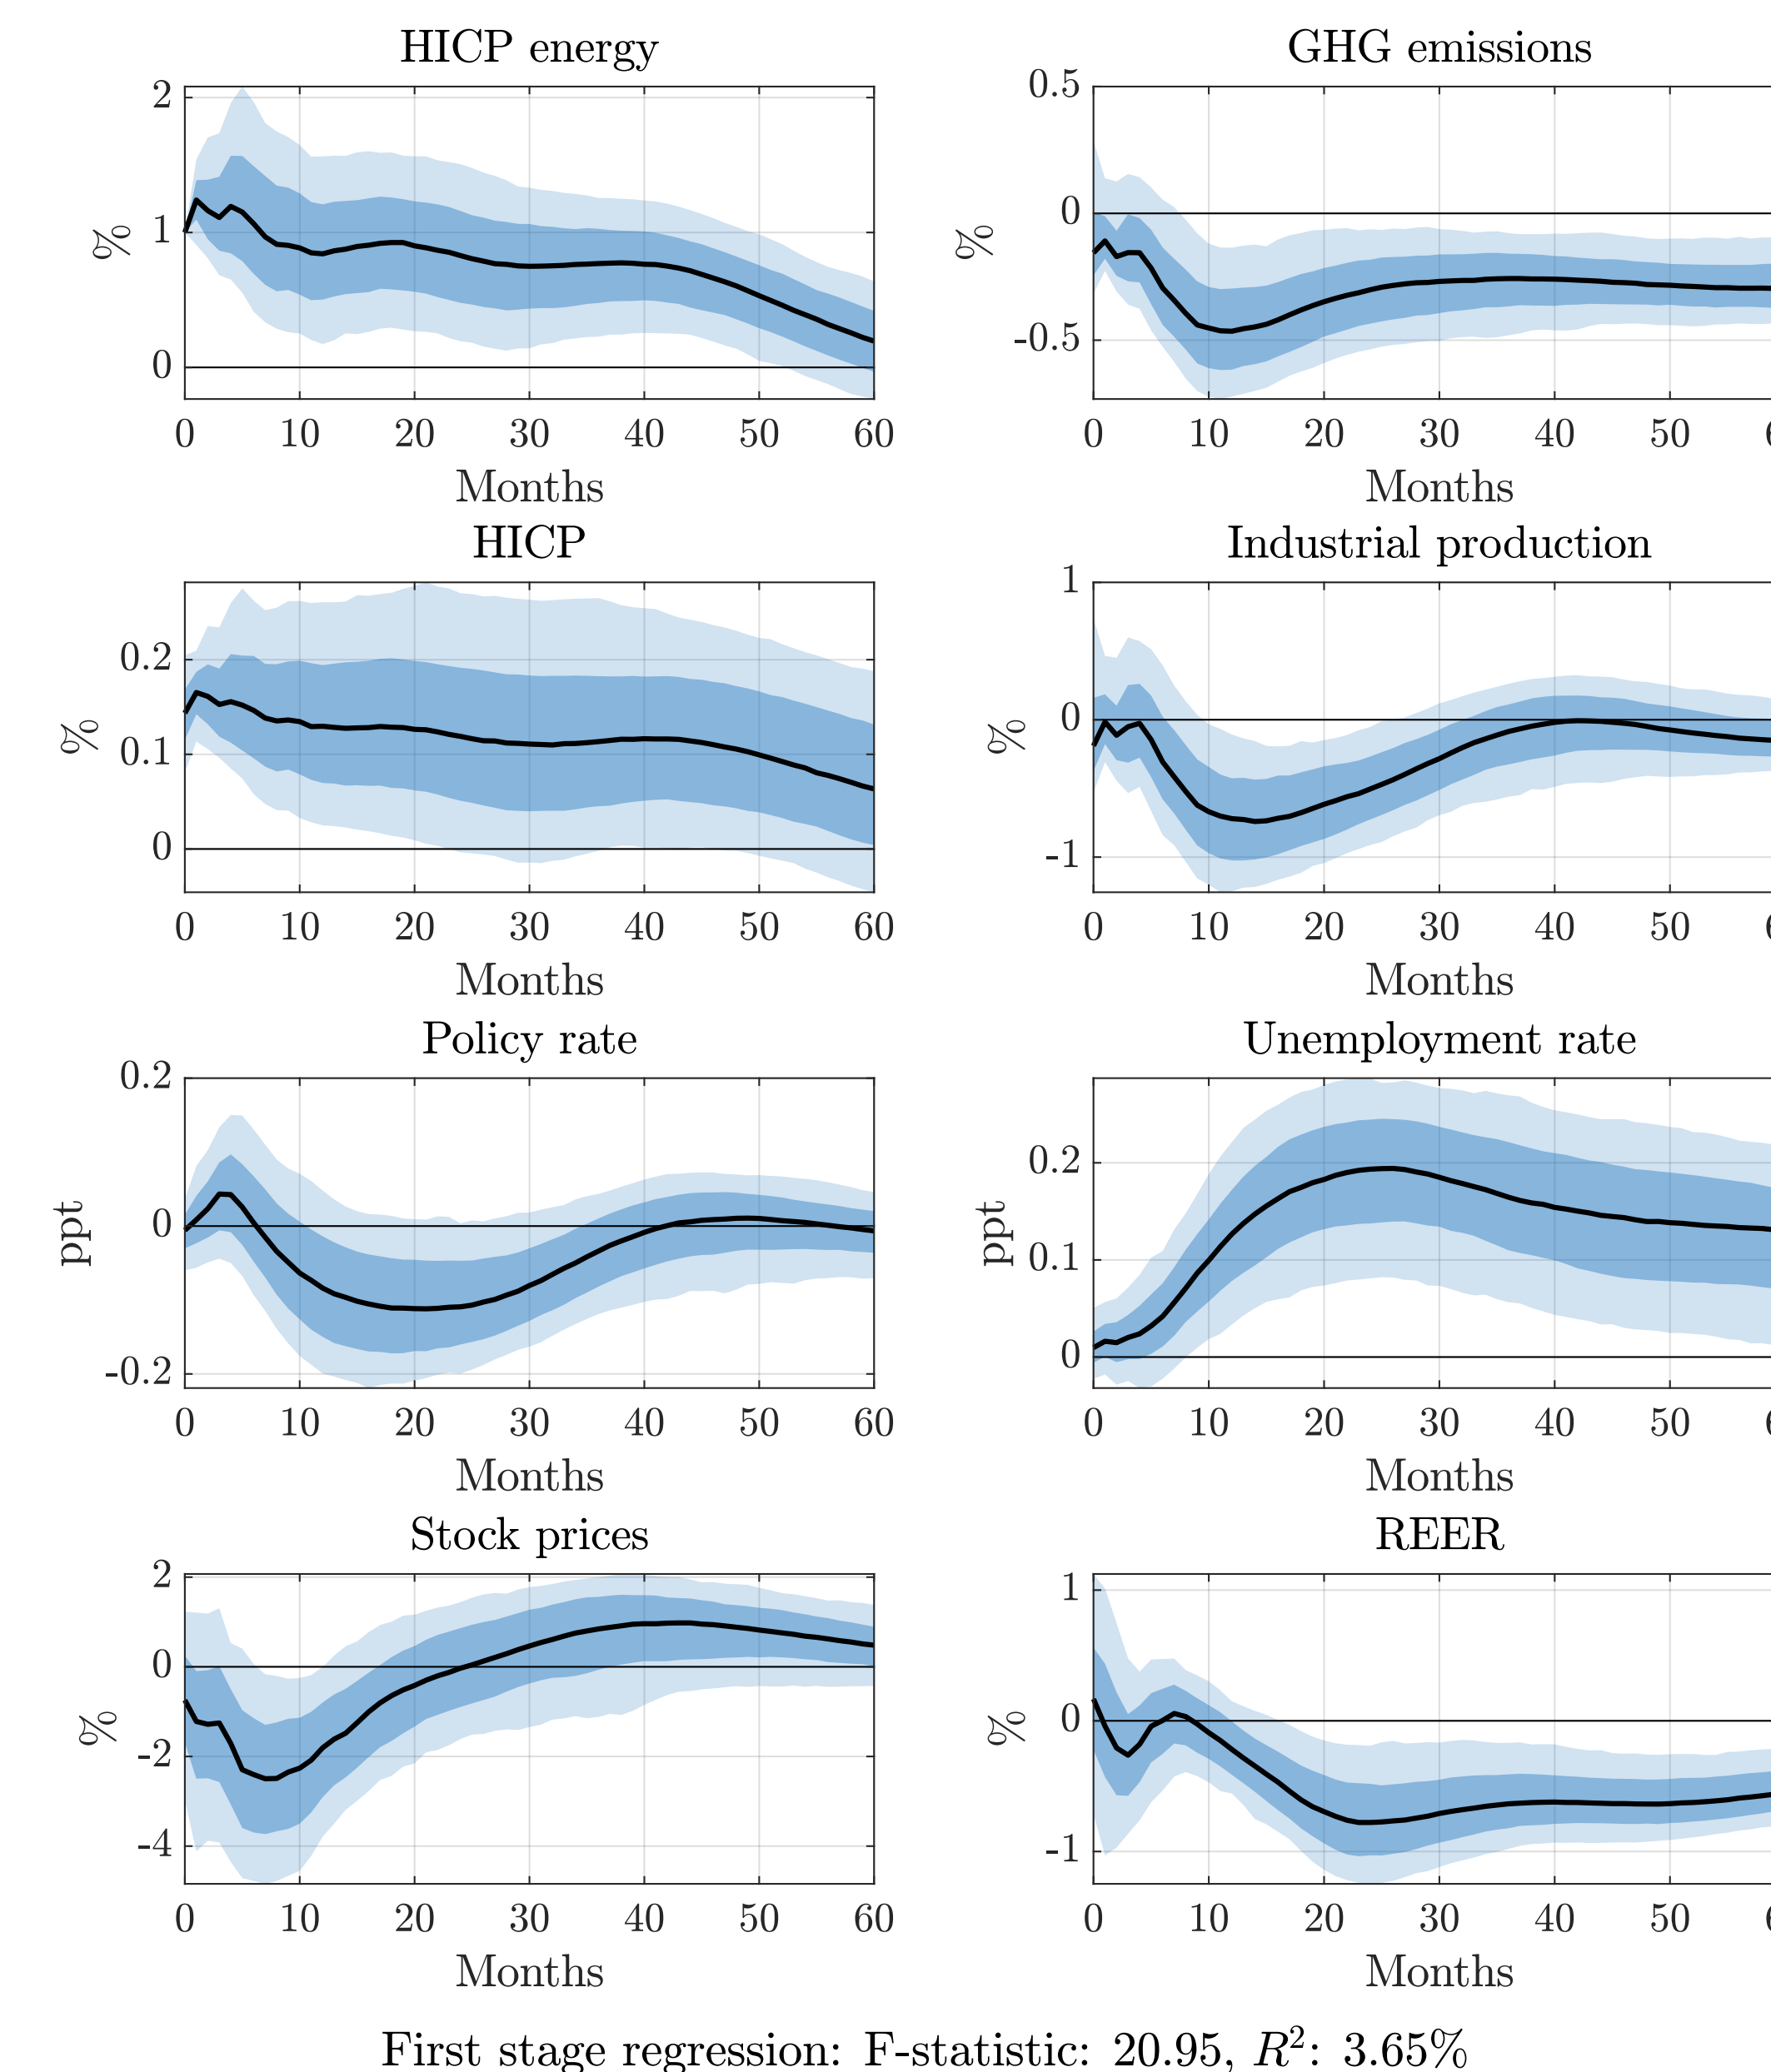 HICP energy
2
1
0
%
0 10 20 30 40 50 60
Months
GHG emissions
0.5
0
-0.5
%
0 10 20 30 40 50
Months
HICP
0.2
0.1
0
%
0 10 20 30 40 50 60
Months
Industrial production
1
0
-1
%
0 10 20 30 40 50
Months
Policy rate
0.2
0
-0.2
ppt
0 10 20 30 40 50 60
Months
Unemployment rate
0.2
0.1
0
ppt
0 10 20 30 40 50
Months
Stock prices
2
0
-2
-4
%
0 10 20 30 40 50 60
Months
REER
1
0
-1
%
0 10 20 30 40 50
Months
First stage regression: F-statistic: 20.95, R²: 3.65%